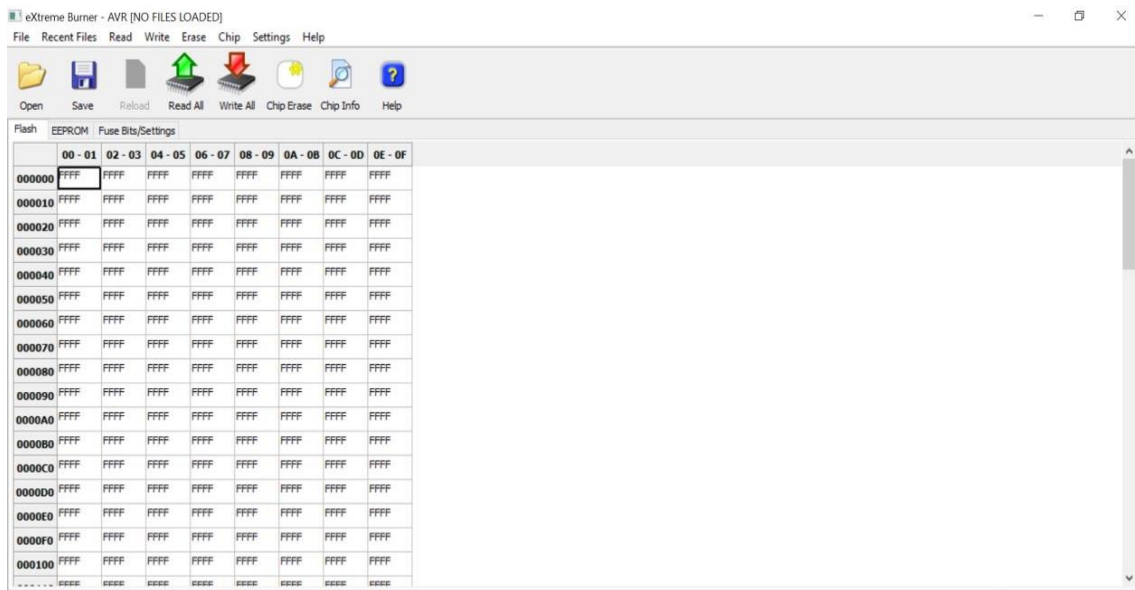 eXtreme Burner - AVR [NO FILES LOADED]
File Recent Files Read Write Erase Chip Settings Help
Open Save Reload Read All Write All Chip Erase Chip Info Help
Flash EEPROM Fuse Bits/Settings
00 - 01 02 - 03 04 - 05 06 - 07 08 - 09 0A - 0B 0C - 0D 0E - 0F
000000 FFFF FFFF FFFF FFFF FFFF FFFF FFFF FFFF
000010 FFFF FFFF FFFF FFFF FFFF FFFF FFFF FFFF
000020 FFFF FFFF FFFF FFFF FFFF FFFF FFFF FFFF
000030 FFFF FFFF FFFF FFFF FFFF FFFF FFFF FFFF
000040 FFFF FFFF FFFF FFFF FFFF FFFF FFFF FFFF
000050 FFFF FFFF FFFF FFFF FFFF FFFF FFFF FFFF
000060 FFFF FFFF FFFF FFFF FFFF FFFF FFFF FFFF
000070 FFFF FFFF FFFF FFFF FFFF FFFF FFFF FFFF
000080 FFFF FFFF FFFF FFFF FFFF FFFF FFFF FFFF
000090 FFFF FFFF FFFF FFFF FFFF FFFF FFFF FFFF
0000A0 FFFF FFFF FFFF FFFF FFFF FFFF FFFF FFFF
0000B0 FFFF FFFF FFFF FFFF FFFF FFFF FFFF FFFF
0000C0 FFFF FFFF FFFF FFFF FFFF FFFF FFFF FFFF
0000D0 FFFF FFFF FFFF FFFF FFFF FFFF FFFF FFFF
0000E0 FFFF FFFF FFFF FFFF FFFF FFFF FFFF FFFF
0000F0 FFFF FFFF FFFF FFFF FFFF FFFF FFFF FFFF
000100 FFFF FFFF FFFF FFFF FFFF FFFF FFFF FFFF